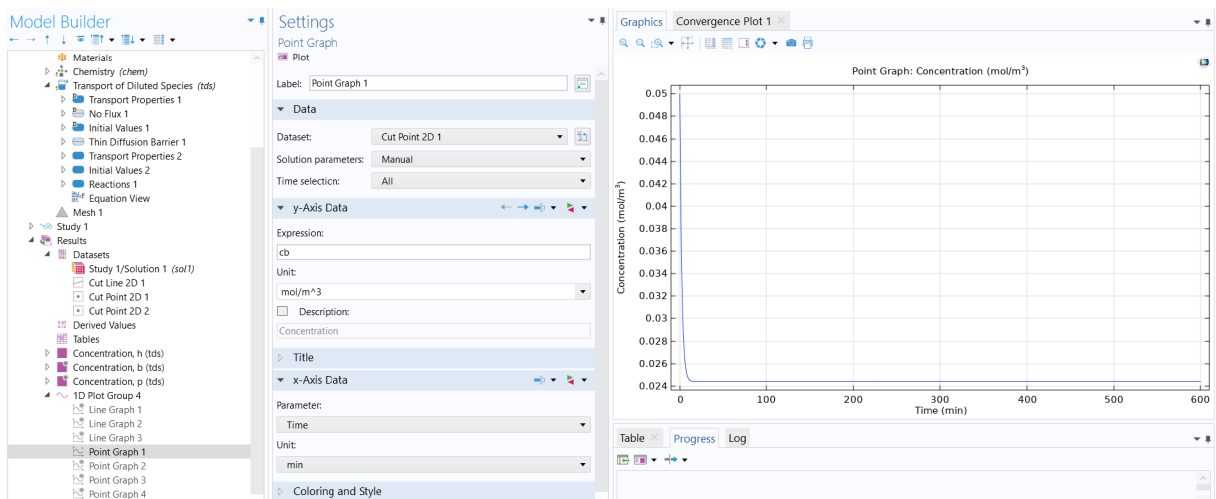 Model Builder
Materials
Chemistry (chem)
Transport of Diluted Species (tds)
Transport Properties 1
No Flux 1
Initial Values 1
Thin Diffusion Barrier 1
Transport Properties 2
Initial Values 2
Reactions 1
Equation View
Mesh 1
Study 1
Results
Datasets
Study 1/Solution 1 (sol1)
Cut Line 2D 1
Cut Point 2D 1
Cut Point 2D 2
Derived Values
Tables
Concentration, h (tds)
Concentration, b (tds)
Concentration, p (tds)
1D Plot Group 4
Line Graph 1
Line Graph 2
Line Graph 3
Point Graph 1
Point Graph 2
Point Graph 3
Point Graph 4
Settings
Point Graph
Plot
Label: Point Graph 1
Data
Dataset: Cut Point 2D 1
Solution parameters: Manual
Time selection: All
y-Axis Data
Expression:
cb
Unit:
mol/m^3
Description:
Concentration
Title
x-Axis Data
Parameter:
Time
Unit:
min
Coloring and Style
Graphics Convergence Plot 1
Point Graph: Concentration (mol/m³)
Concentration (mol/m³)
0.05
0.048
0.046
0.044
0.042
0.04
0.038
0.036
0.034
0.032
0.03
0.028
0.026
0.024
0 100 200 300 400 500 600
Time (min)
Table Progress Log